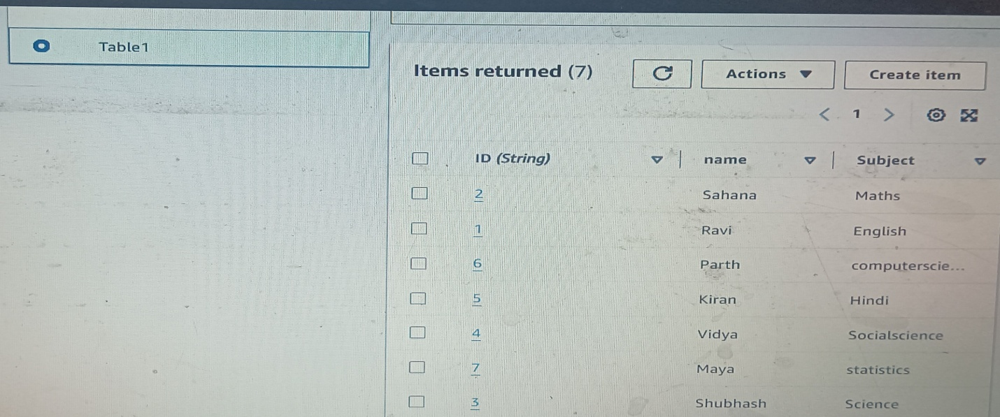 Table1
Items returned (7)
Actions
Create item
1
ID (String) name Subject
2 Sahana Maths
1 Ravi English
6 Parth computerscie...
5 Kiran Hindi
4 Vidya Socialscience
7 Maya statistics
3 Shubhash Science